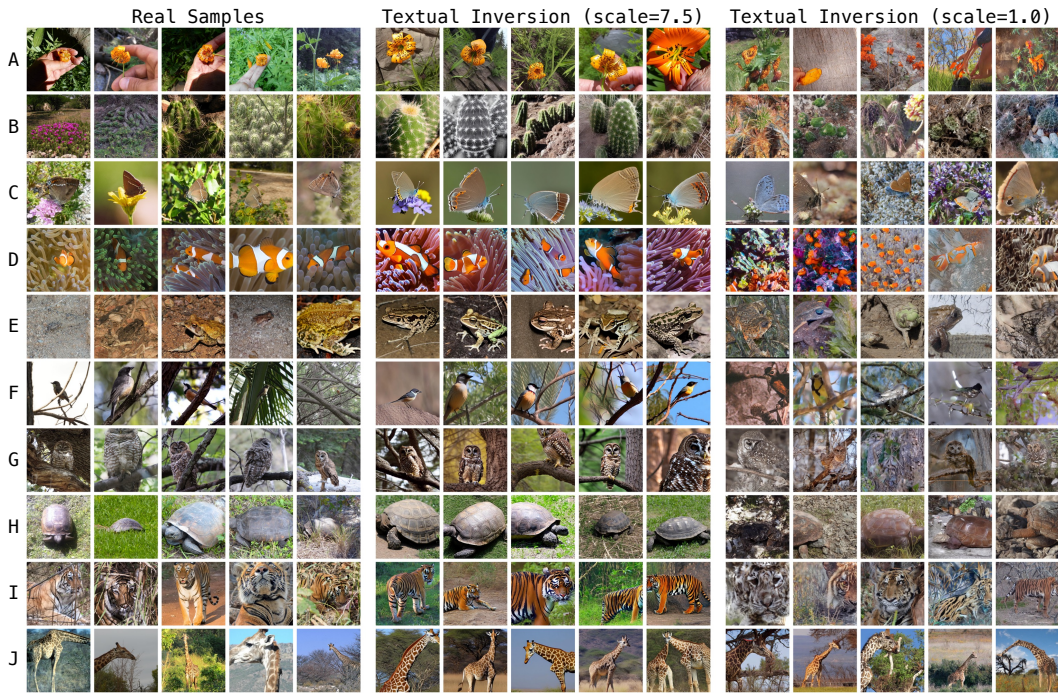 Real Samples
Textual Inversion (scale=7.5)
Textual Inversion (scale=1.0)
A
B
C
D
E
F
G
H
I
J